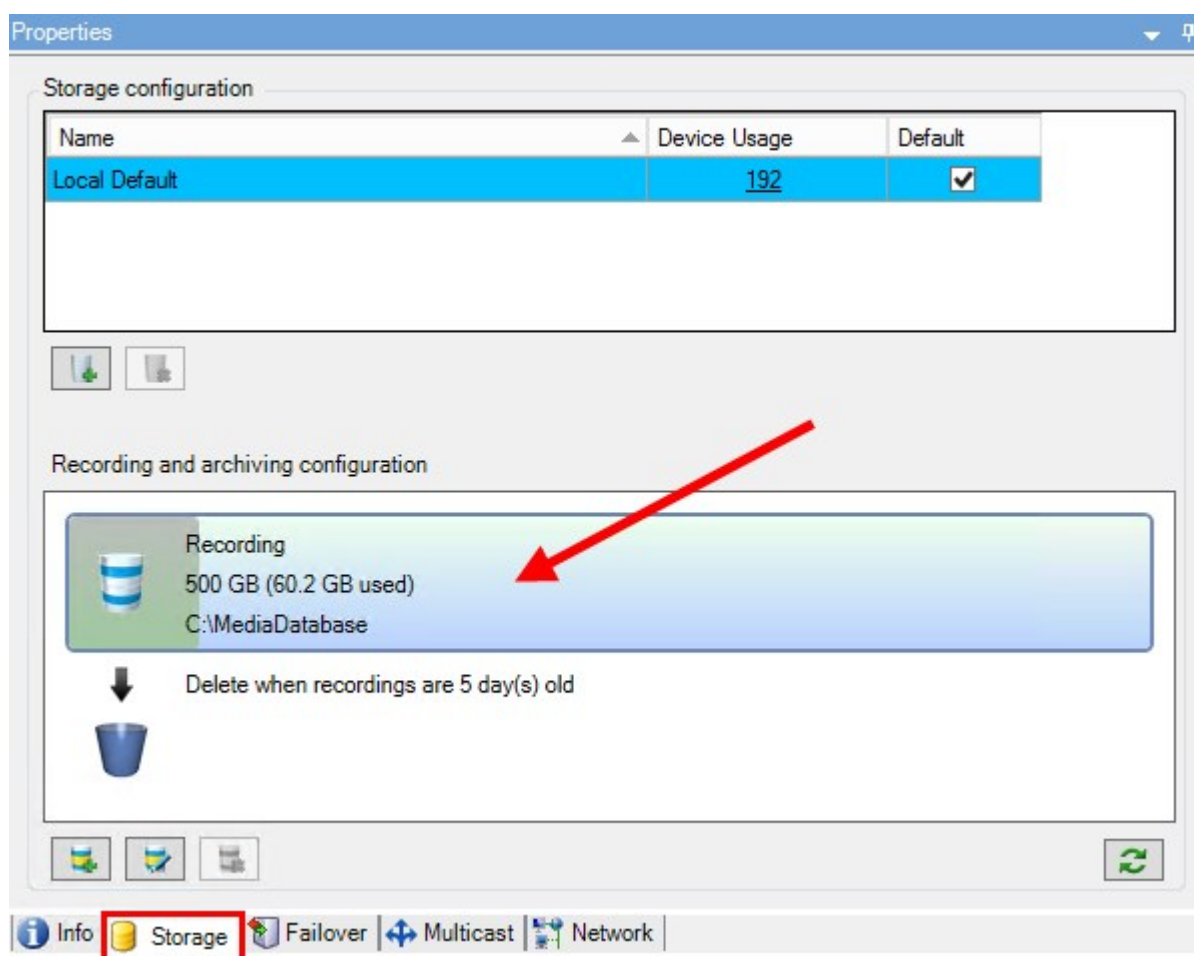 Properties
Storage configuration
Name Device Usage Default
Local Default 192
Recording and archiving configuration
Recording
500 GB (60.2 GB used)
C:\MediaDatabase
Delete when recordings are 5 day(s) old
Info Storage Failover Multicast Network